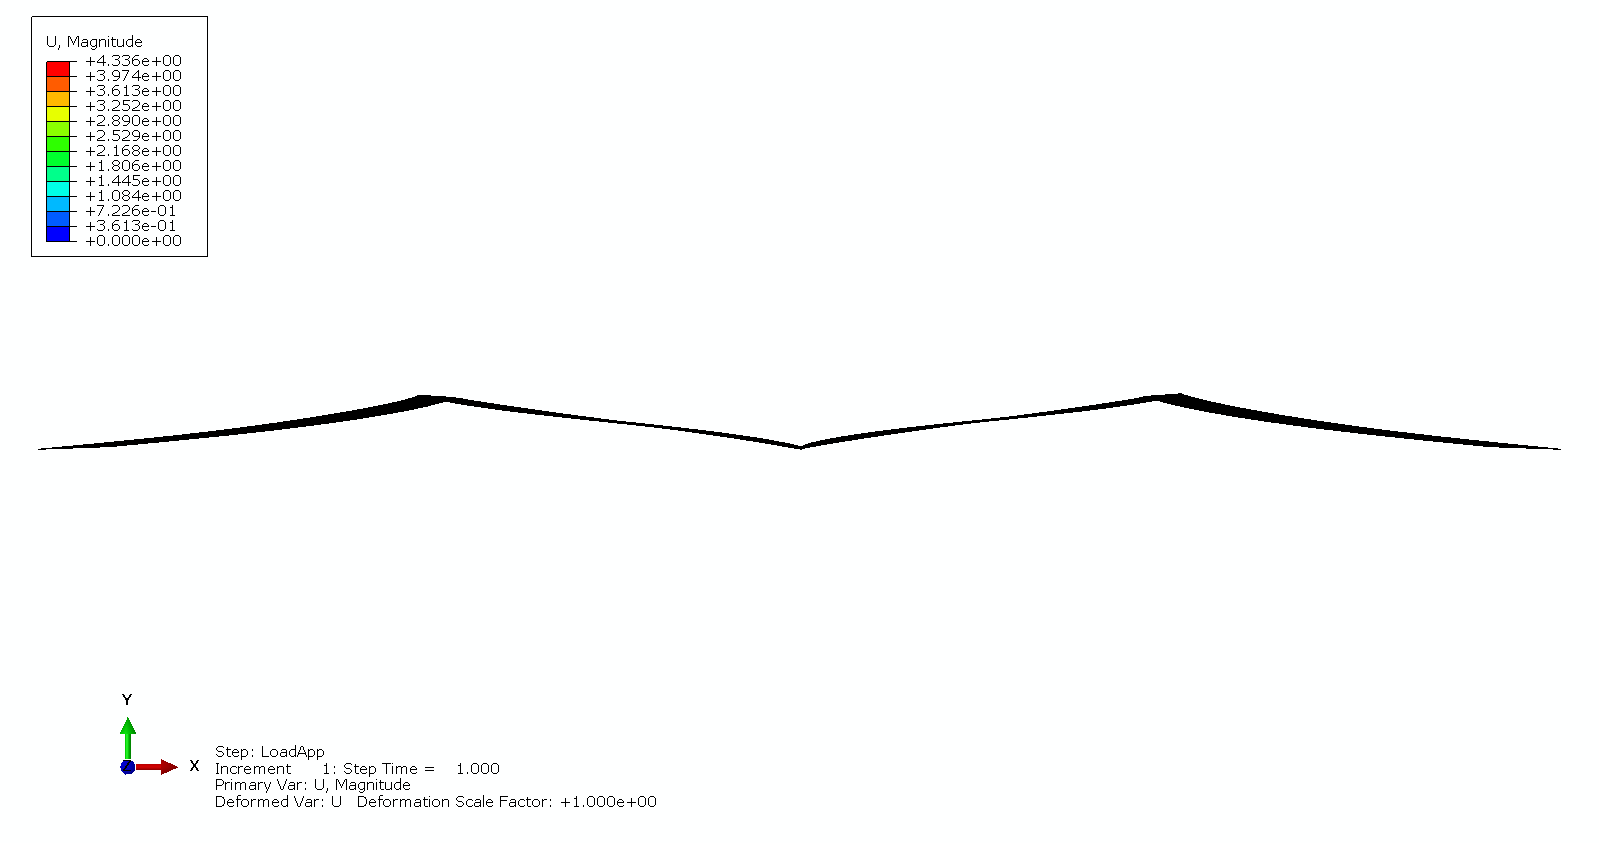 U, Magnitude
+4.336e+00
+3.974e+00
+3.613e+00
+3.252e+00
+2.890e+00
+2.529e+00
+2.168e+00
+1.806e+00
+1.445e+00
+1.084e+00
+7.226e-01
+3.613e-01
+0.000e+00
Y
X
Step: LoadApp
Increment 1: Step Time = 1.000
Primary Var: U, Magnitude
Deformed Var: U Deformation Scale Factor: +1.000e+00